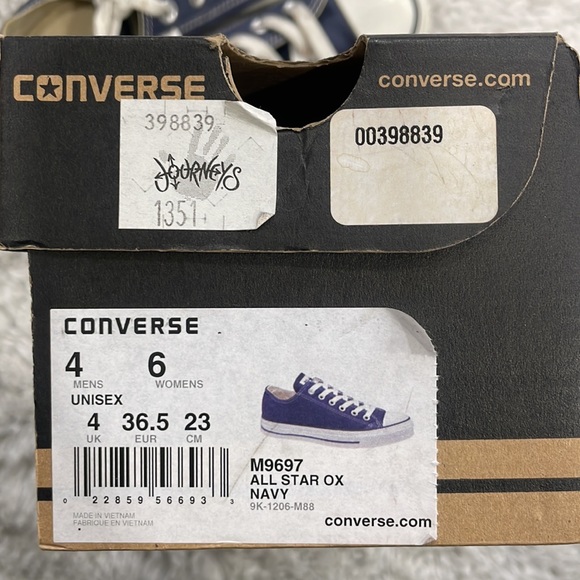 CONVERSE
converse.com
398839
JOURNEYS
1351
00398839
CONVERSE
4 6
MENS WOMENS
UNISEX
4 36.5 23
UK EUR CM
0 22859 56693 3
MADE IN VIETNAM
FABRIQUE EN VIETNAM
M9697
ALL STAR OX
NAVY
9K-1206-M88
converse.com